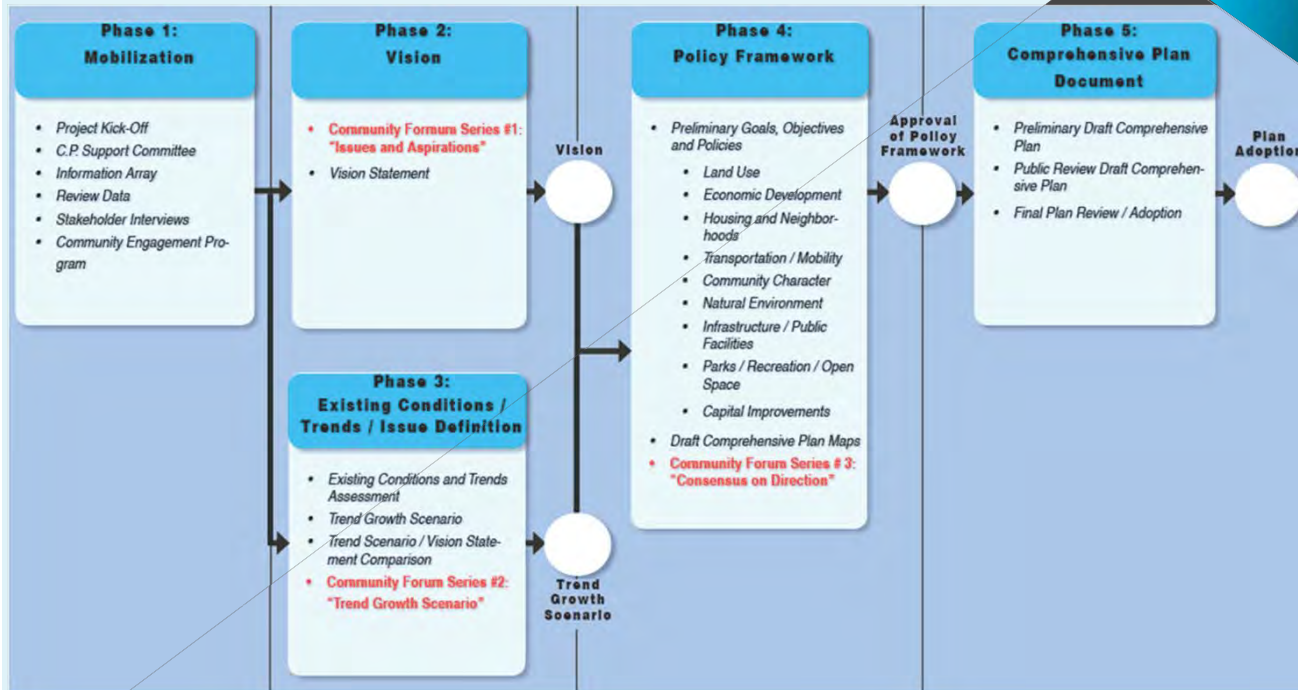 Phase 1:
Mobilization
• Project Kick-Off
• C.P. Support Committee
• Information Array
• Review Data
• Stakeholder Interviews
• Community Engagement Pro-
gram
Phase 2:
Vision
• Community Formum Series #1:
"Issues and Aspirations"
• Vision Statement
Vision
Phase 3:
Existing Conditions /
Trends / Issue Definition
• Existing Conditions and Trends
Assessment
• Trend Growth Scenario
• Trend Scenario / Vision State-
ment Comparison
• Community Forum Series #2:
"Trend Growth Scenario"
Trend
Growth
Scenario
Phase 4:
Policy Framework
• Preliminary Goals, Objectives
and Policies
• Land Use
• Economic Development
• Housing and Neighbor-
hoods
• Transportation / Mobility
• Community Character
• Natural Environment
• Infrastructure / Public
Facilities
• Parks / Recreation / Open
Space
• Capital Improvements
• Draft Comprehensive Plan Maps
• Community Forum Series # 3:
"Consensus on Direction"
Approval
of Policy
Framework
Phase 5:
Comprehensive Plan
Document
• Preliminary Draft Comprehensive
Plan
• Public Review Draft Comprehen-
sive Plan
• Final Plan Review / Adoption
Plan
Adoption